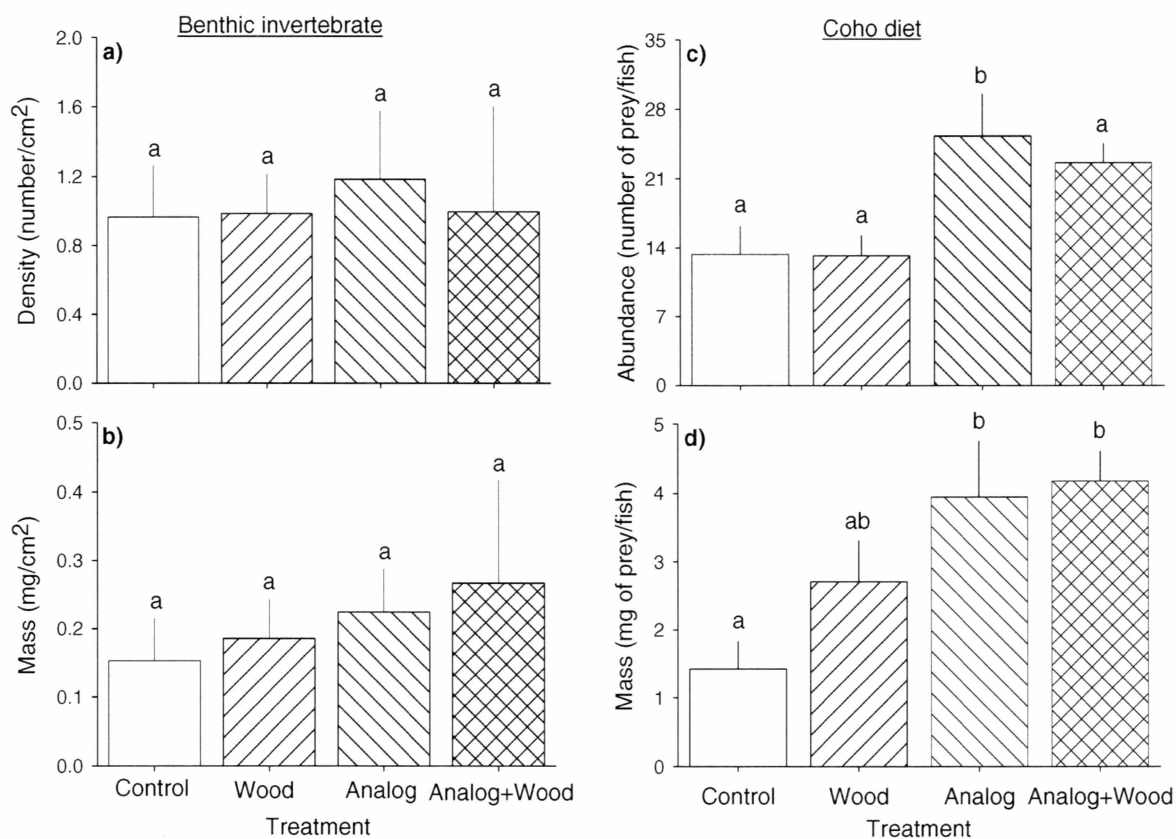 Benthic invertebrate
a)
Density (number/cm²)
2.0
1.6
1.2
0.8
0.4
0.0
a
a
a
a
b)
Mass (mg/cm²)
0.5
0.4
0.3
0.2
0.1
0.0
a
a
a
a
Control
Wood
Analog
Analog+Wood
Treatment
Coho diet
c)
Abundance (number of prey/fish)
35
28
21
14
7
0
a
a
b
a
d)
Mass (mg of prey/fish)
5
4
3
2
1
0
a
ab
b
b
Control
Wood
Analog
Analog+Wood
Treatment